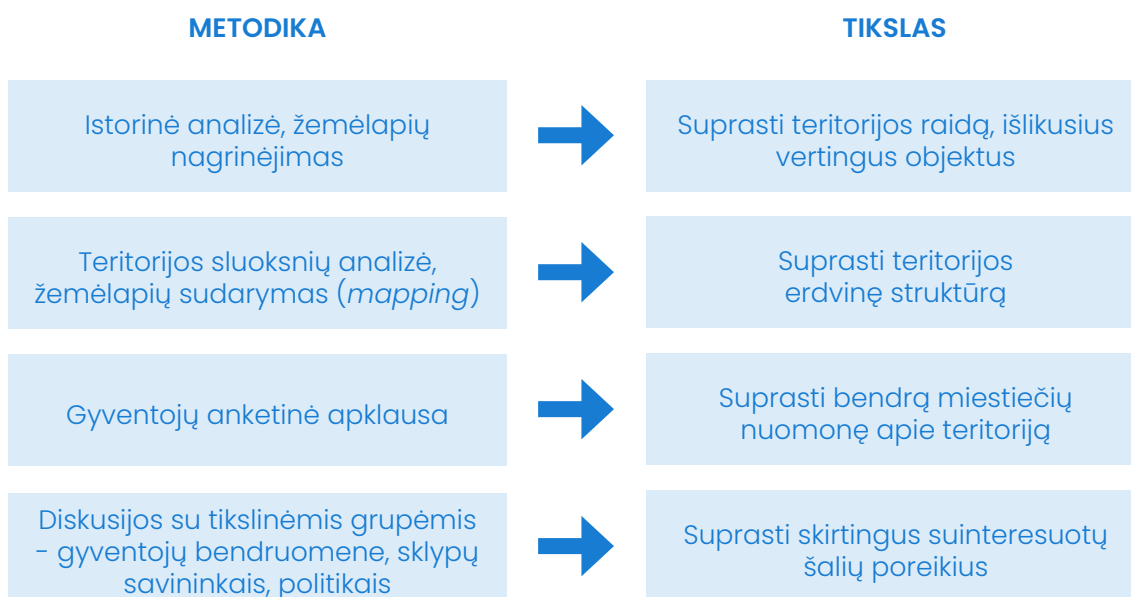 METODIKA
TIKSLAS
Istorinė analizė, žemėlapių
nagrinėjimas
Suprasti teritorijos raidą, išlikusius
vertingus objektus
Teritorijos sluoksnių analizė,
žemėlapių sudarymas (mapping)
Suprasti teritorijos
erdvinę struktūrą
Gyventojų anketinė apklausa
Suprasti bendrą miestiečių
nuomonę apie teritoriją
Diskusijos su tikslinėmis grupėmis
- gyventojų bendruomene, sklypų
savininkais, politikais
Suprasti skirtingus suinteresuotų
šalių poreikius